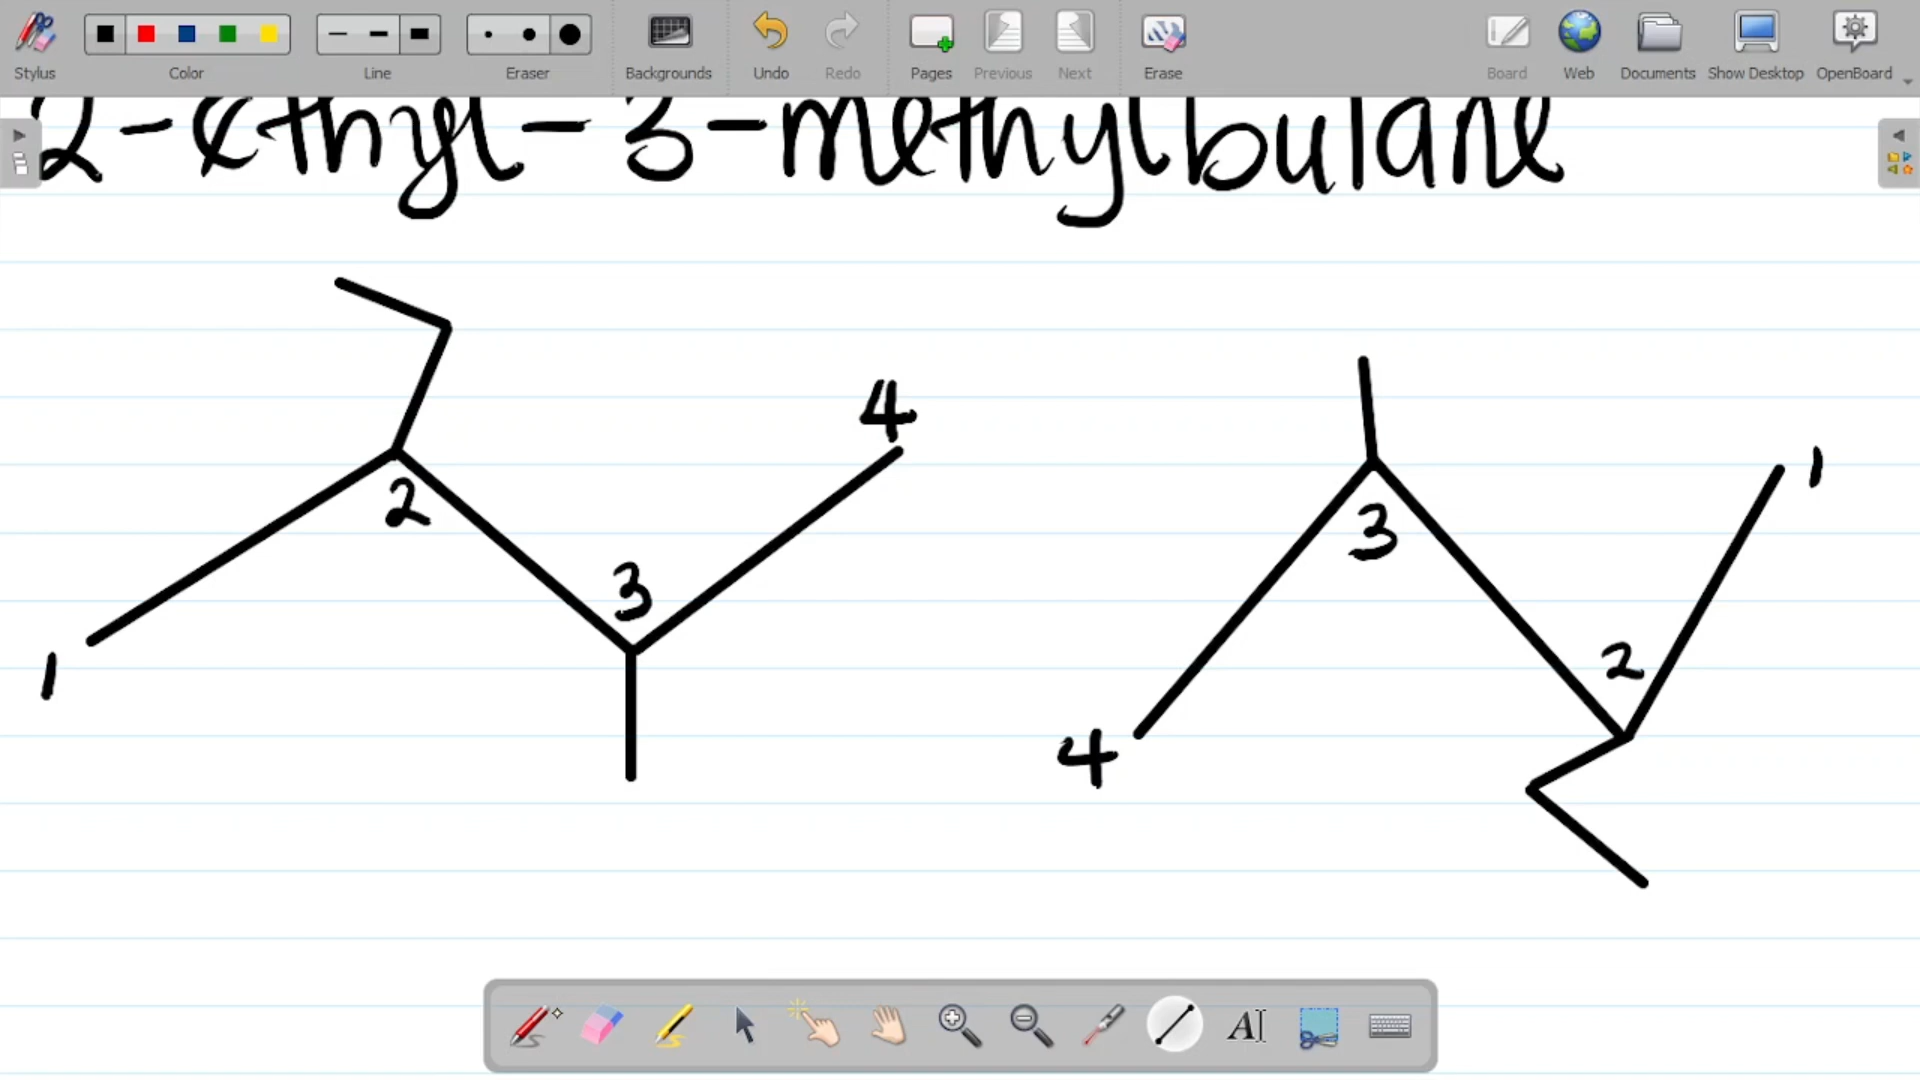 Stylus Color Line Eraser Backgrounds Undo Redo Pages Previous Next Erase Board Web Documents Show Desktop OpenBoard
2-ethyl-3-methylbutane
4
1
2
3
3
2
1
4
AI